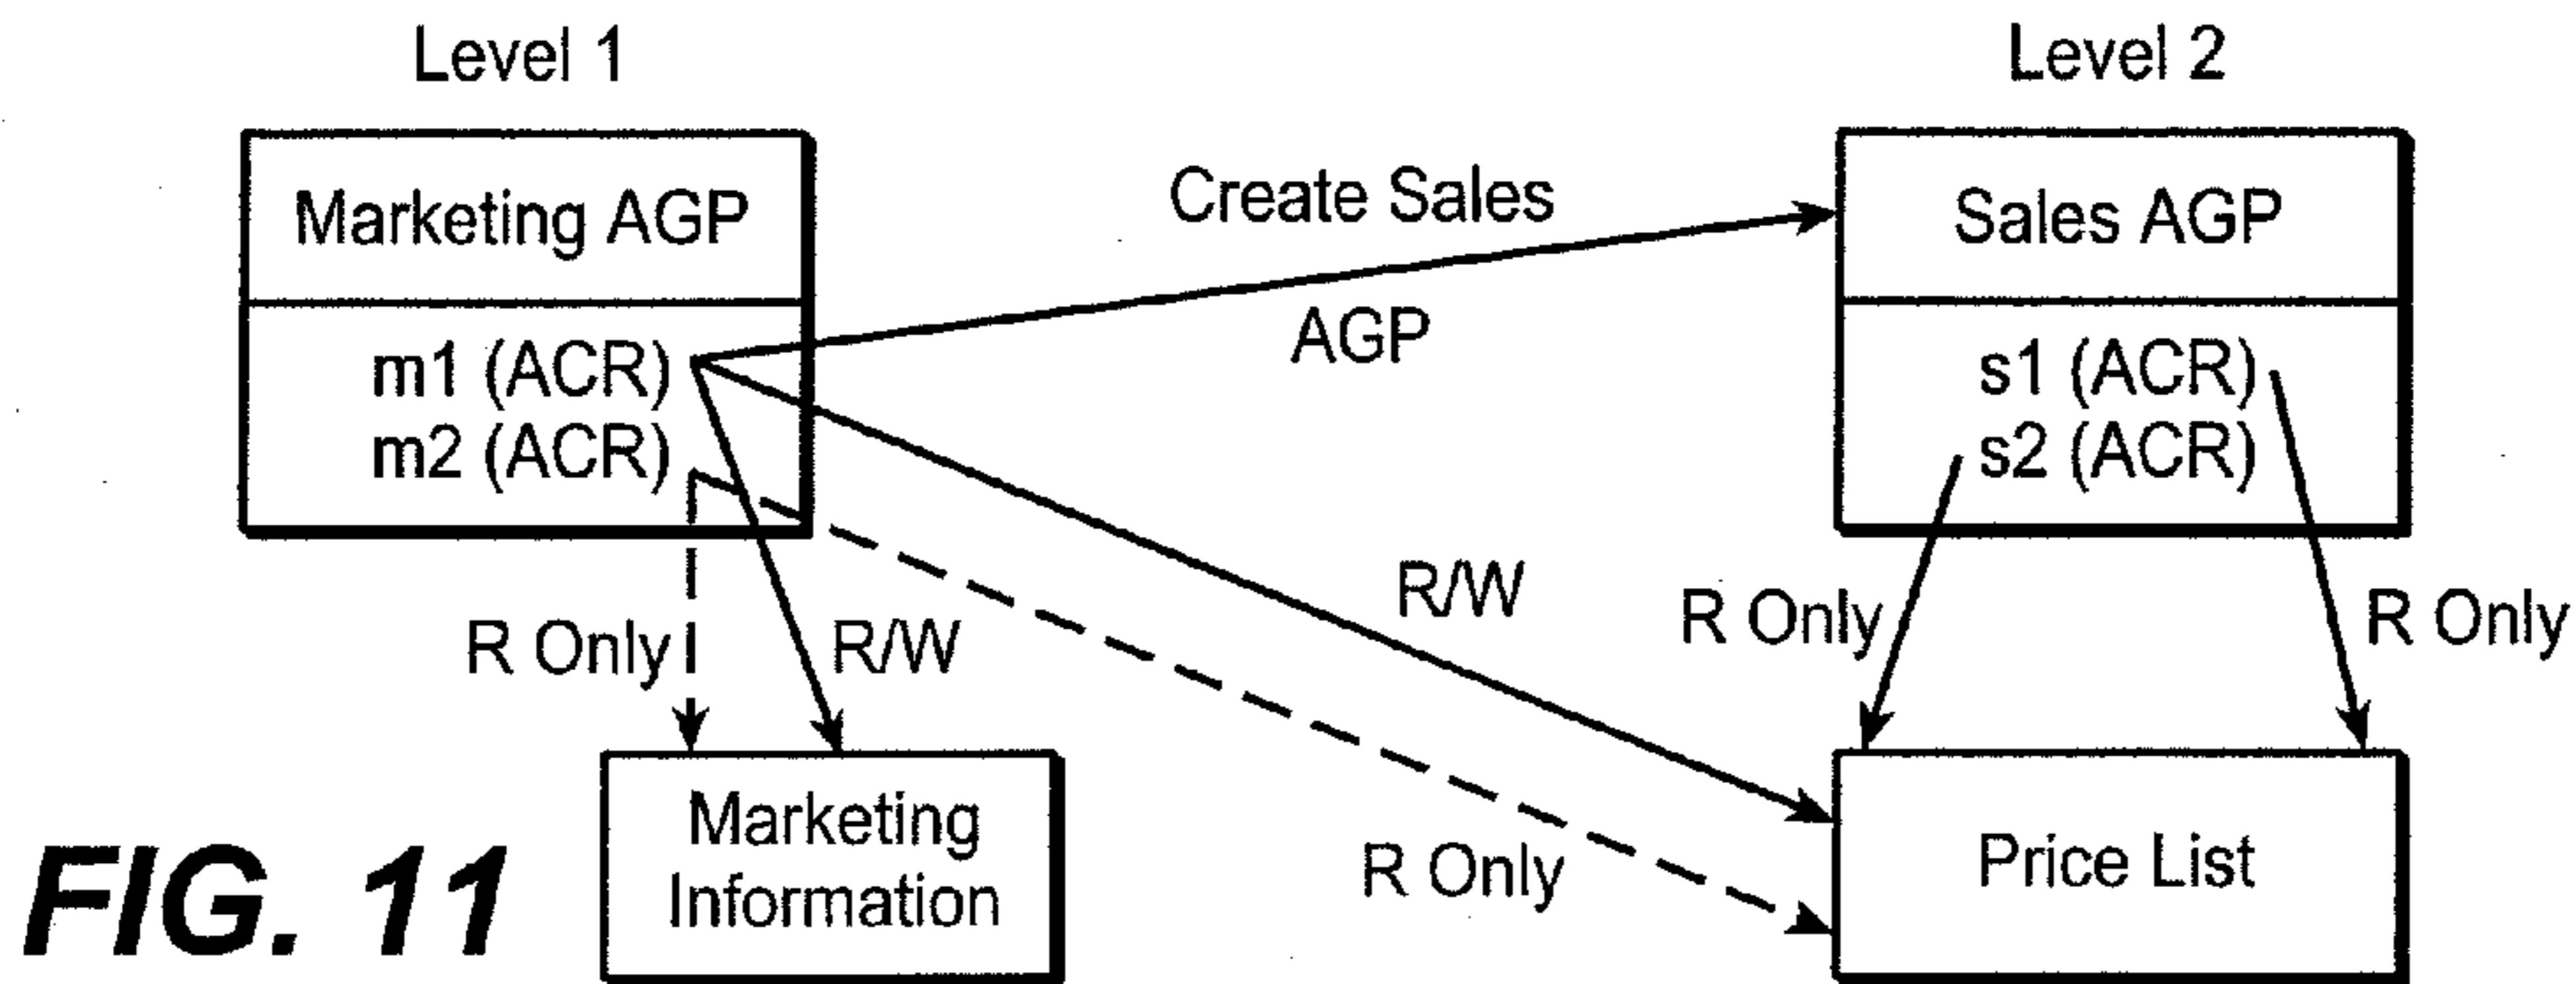 Level 1
Level 2
Marketing AGP
Create Sales
AGP
Sales AGP
m1 (ACR)
m2 (ACR)
s1 (ACR)
s2 (ACR)
R Only
R/W
R/W
R Only
R Only
R Only
Marketing
Information
Price List
FIG. 11